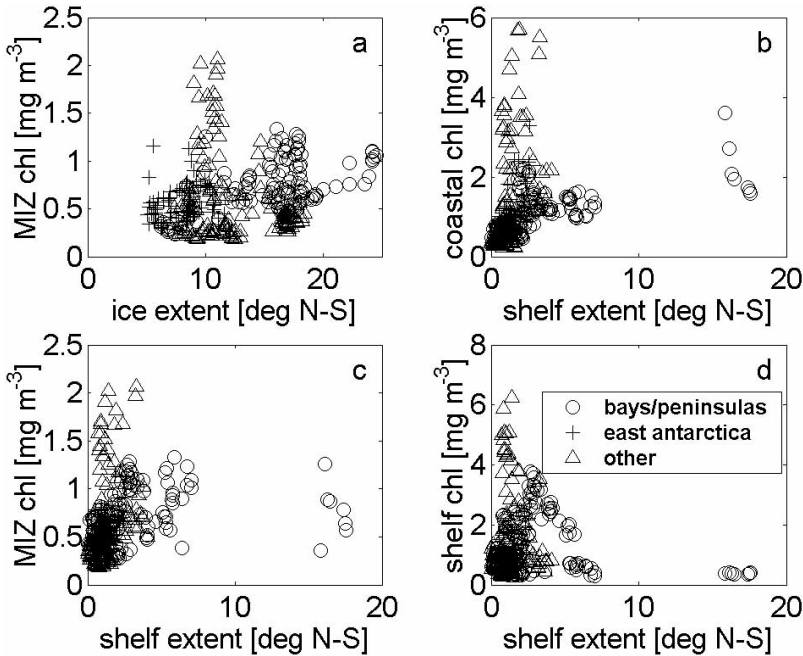 2.5
2
1.5
1
0.5
0
MIZ chl [mg m-3]
a
0 10 20
ice extent [deg N-S]
6
4
2
0
coastal chl [mg m-3]
b
0 10 20
shelf extent [deg N-S]
2.5
2
1.5
1
0.5
0
MIZ chl [mg m-3]
c
0 10 20
shelf extent [deg N-S]
8
6
4
2
0
shelf chl [mg m-3]
d
bays/peninsulas
east antarctica
other
0 10 20
shelf extent [deg N-S]